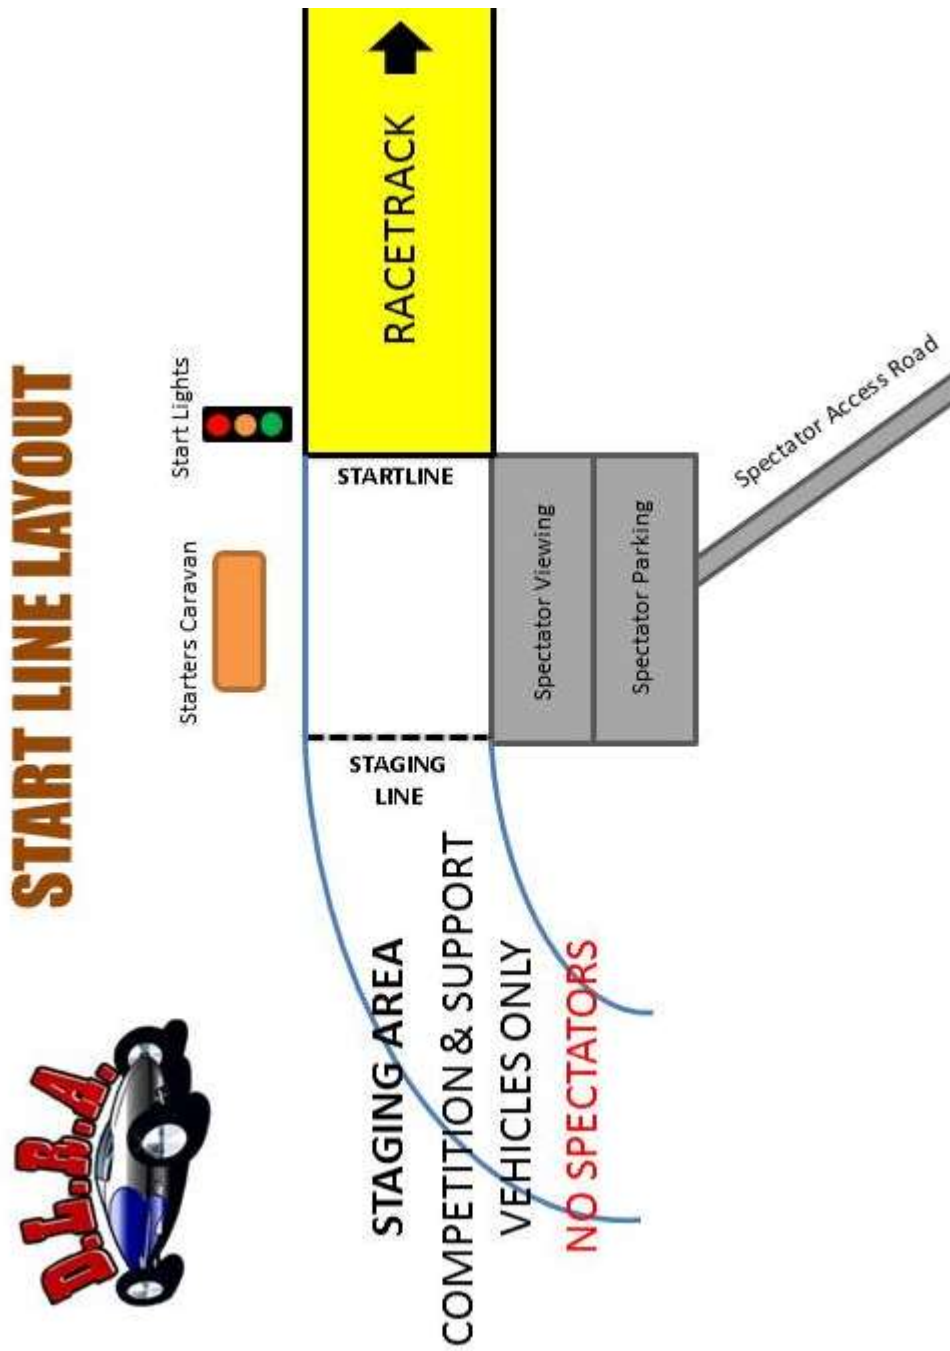 START LINE LAYOUT
D.L.R.A.
Start Lights
Starters Caravan
RACETRACK
STARTLINE
STAGING
LINE
STAGING AREA
COMPETITION & SUPPORT
VEHICLES ONLY
NO SPECTATORS
Spectator Viewing
Spectator Parking
Spectator Access Road